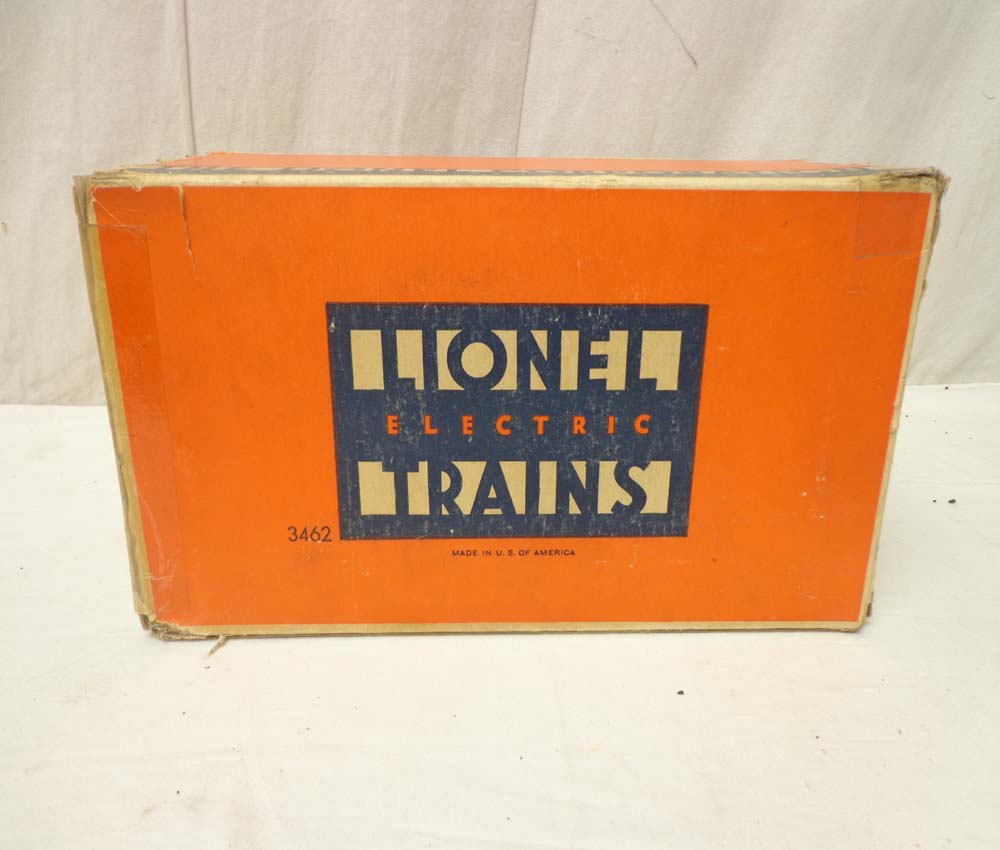 LIONEL
ELECTRIC
TRAINS
3462
MADE IN U. S. OF AMERICA